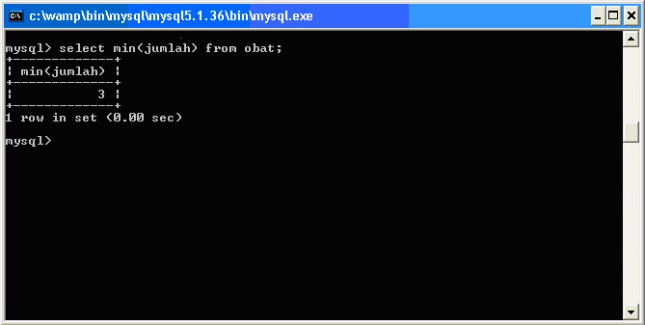 c:\wamp\bin\mysql\mysql5.1.36\bin\mysql.exe
mysql> select min(jumlah) from obat;
+-------------+
| min(jumlah) |
+-------------+
|           3 |
+-------------+
1 row in set (0.00 sec)
mysql>